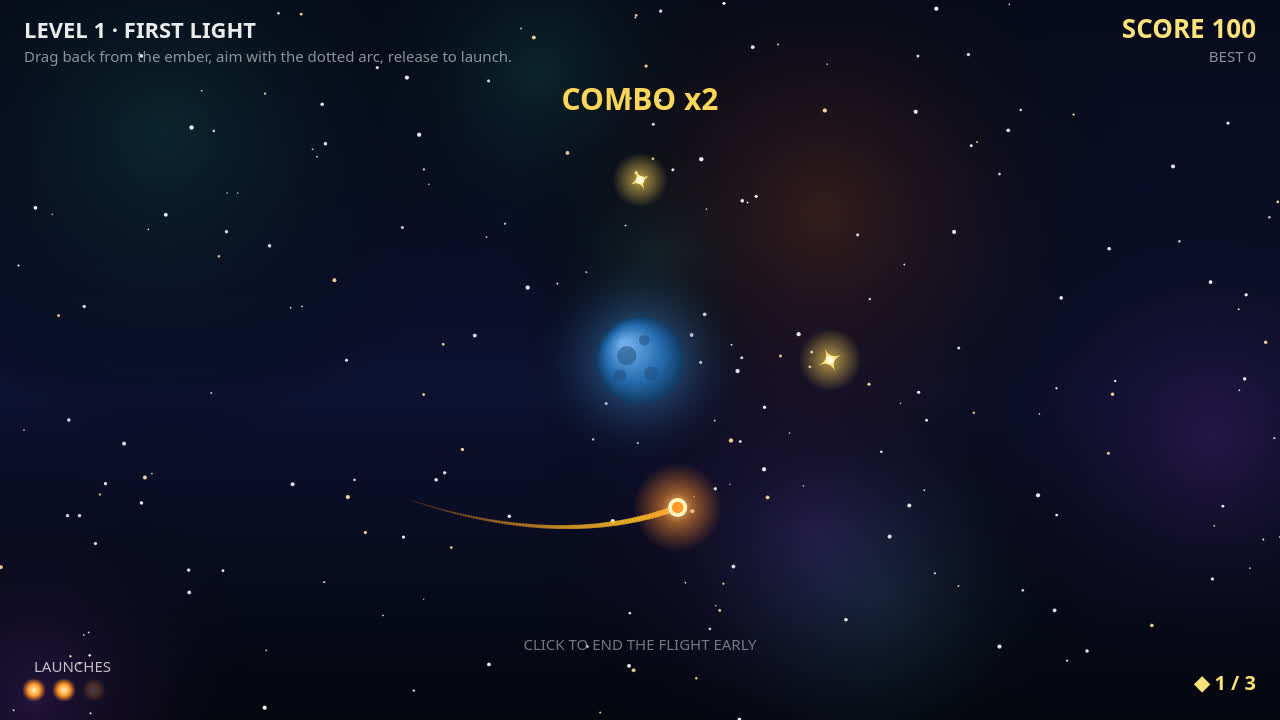 LEVEL 1 · FIRST LIGHT
SCORE 100
Drag back from the ember, aim with the dotted arc, release to launch.
BEST 0
COMBO x2
CLICK TO END THE FLIGHT EARLY
LAUNCHES
◆ 1 / 3